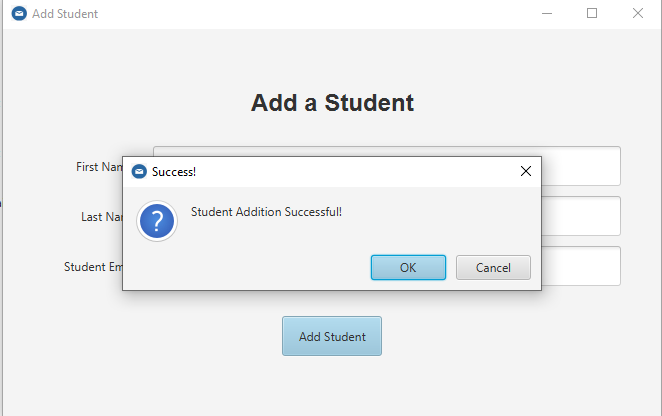 Add Student
Add a Student
First Nam
Success!
Student Addition Successful!
Last Nam
Student Em
OK
Cancel
Add Student